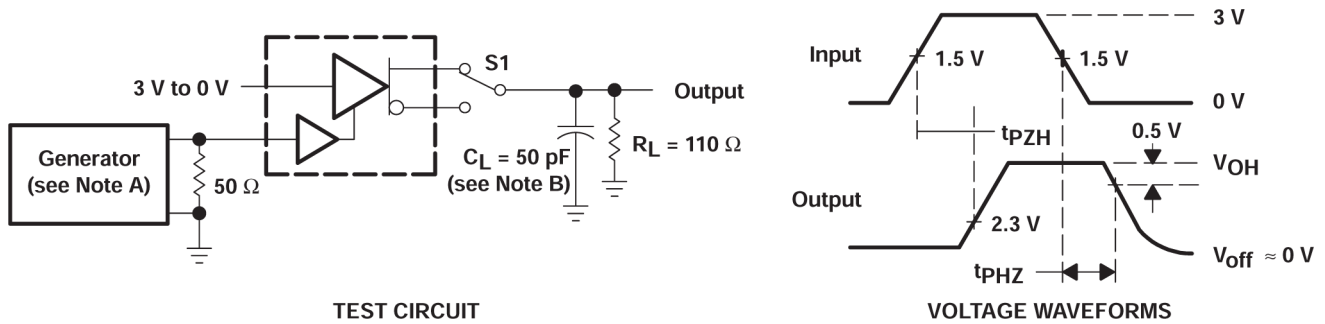 S1
3 V to 0 V
Output
Generator
(see Note A)
50 Ω
CL = 50 pF
(see Note B)
RL = 110 Ω
TEST CIRCUIT
3 V
Input
1.5 V
1.5 V
0 V
tPZH
0.5 V
VOH
Output
2.3 V
Voff ≈ 0 V
tPHZ
VOLTAGE WAVEFORMS